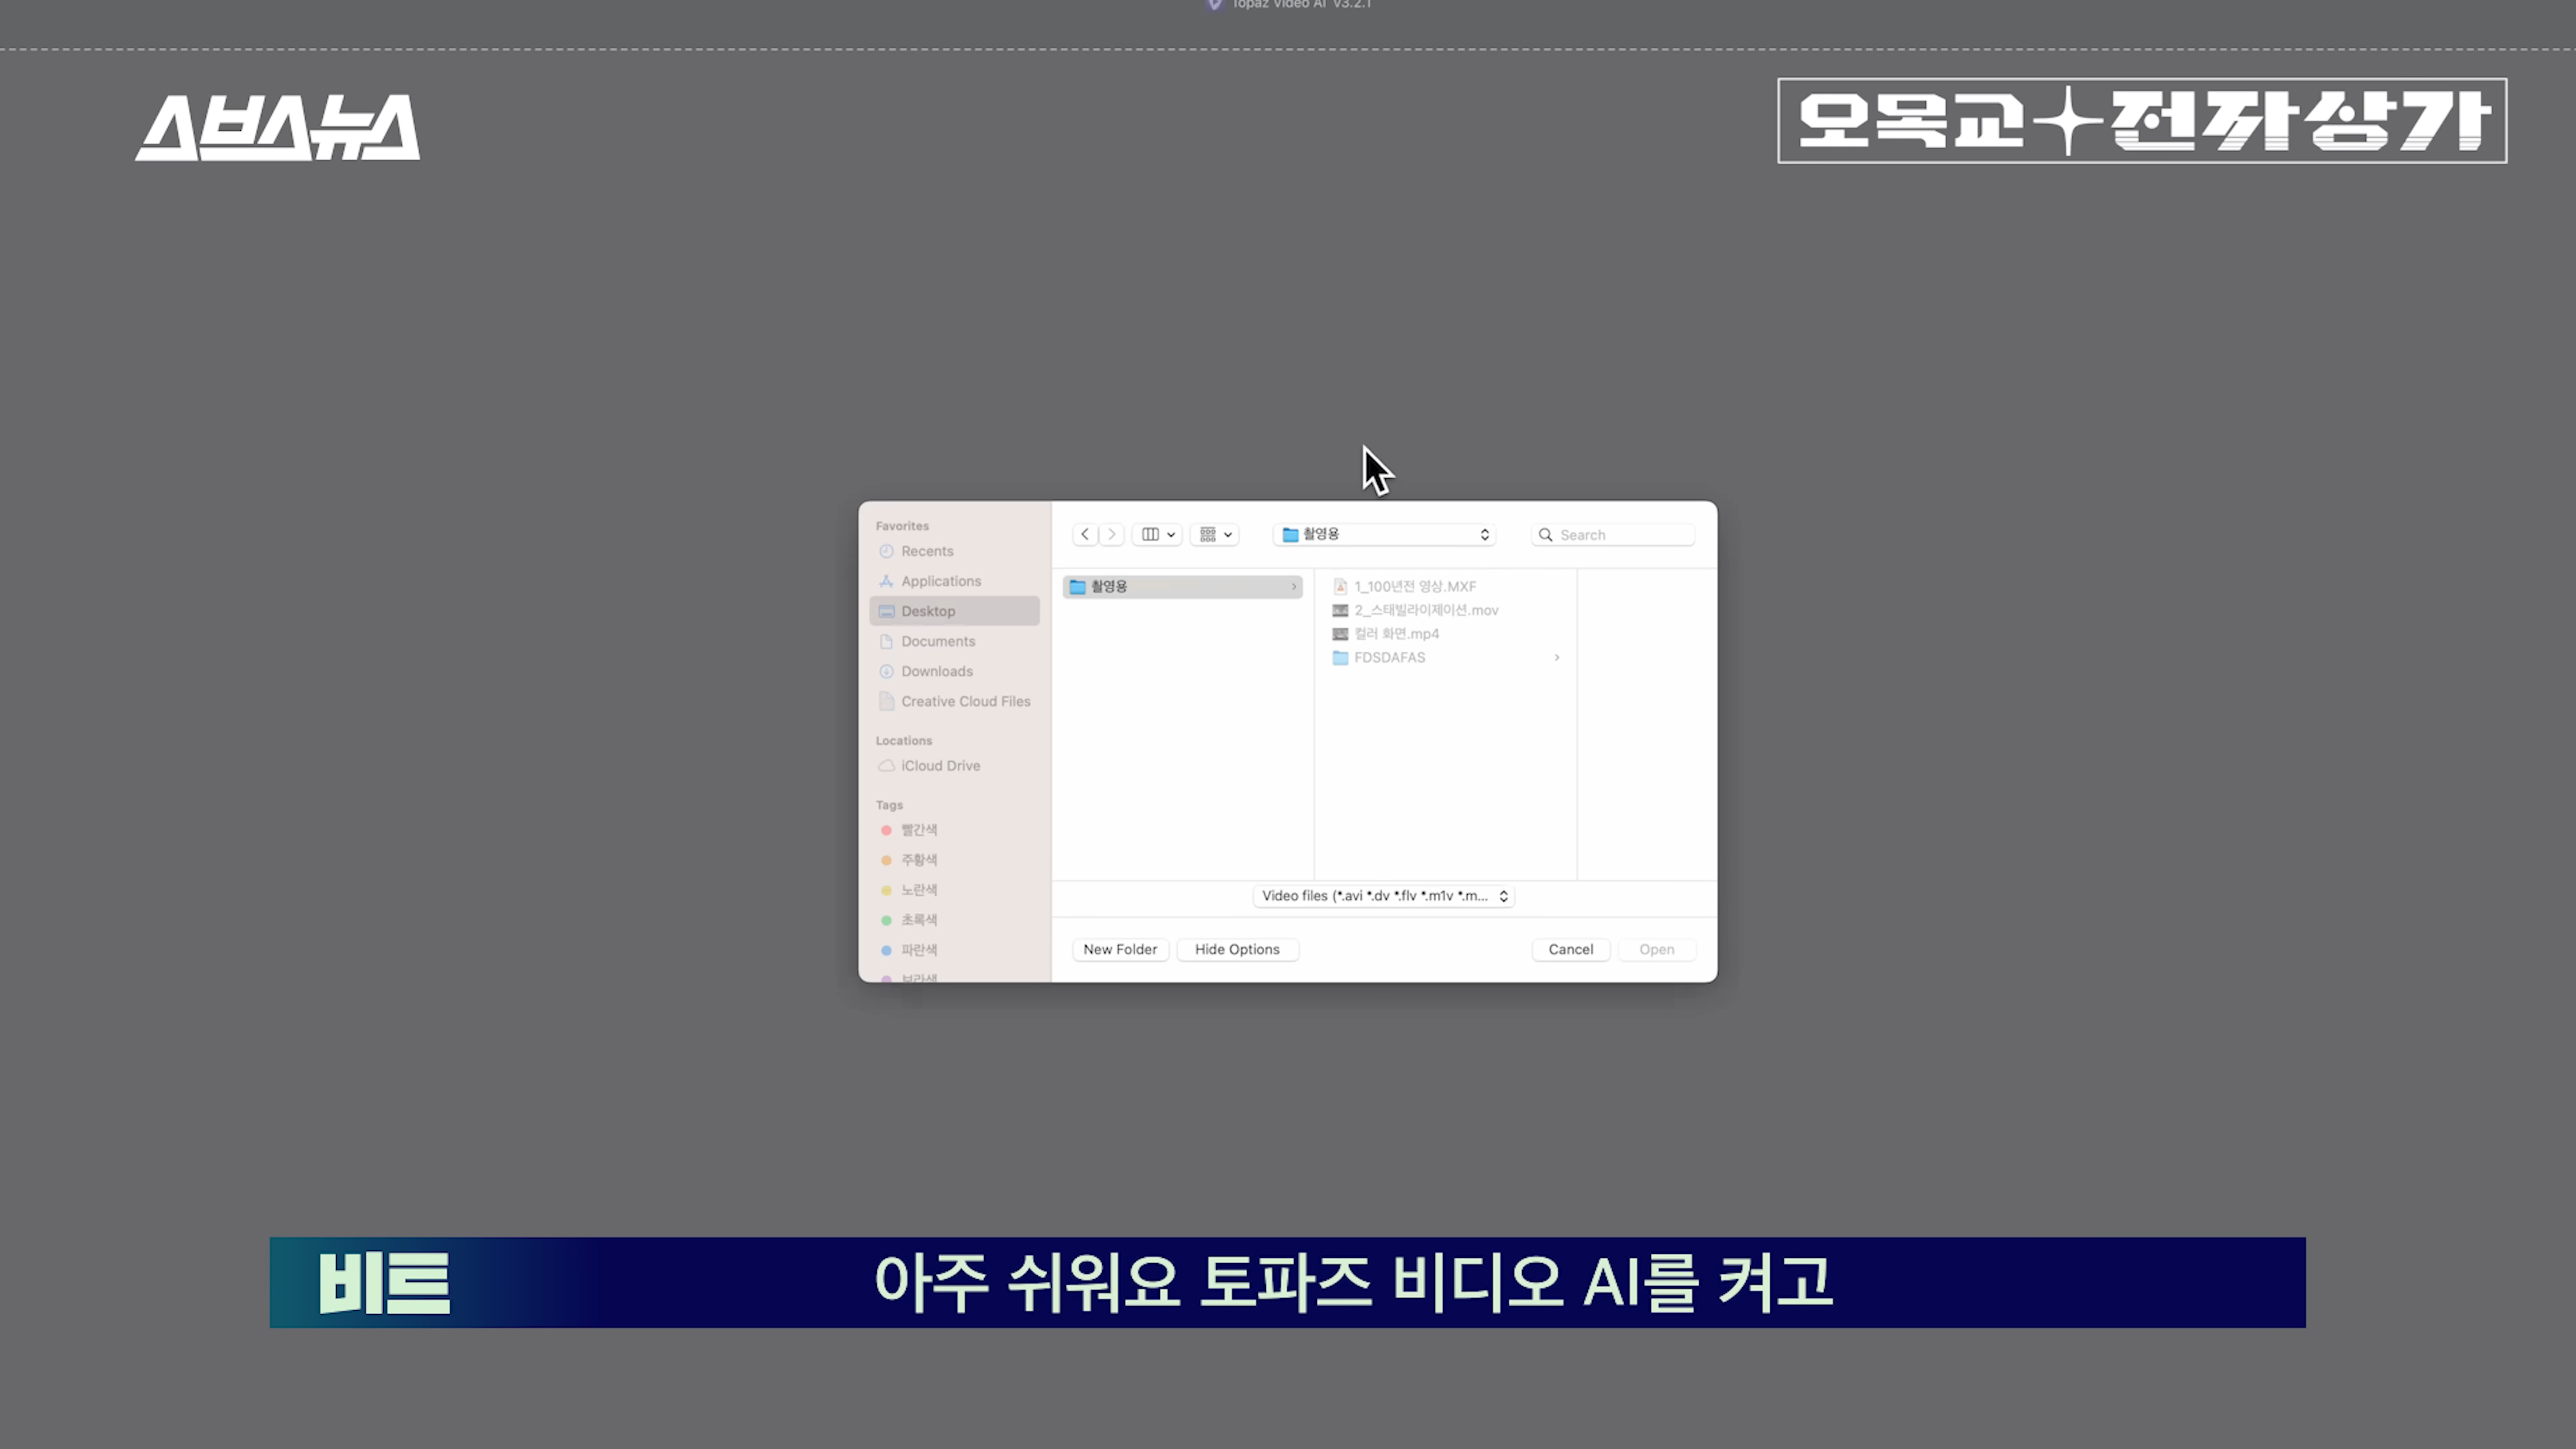 Topaz Video AI v3.2.1
스브스뉴스
오목교 전자상가
Favorites
Recents
Applications
Desktop
Documents
Downloads
Creative Cloud Files
Locations
iCloud Drive
Tags
빨간색
주황색
노란색
초록색
파란색
보라색
촬영용
Search
촬영용
1_100년전 영상.MXF
2_스태빌라이제이션.mov
컬러 화면.mp4
FDSDAFAS
Video files (*.avi *.dv *.flv *.m1v *.m...
New Folder
Hide Options
Cancel
Open
비트
아주 쉬워요 토파즈 비디오 AI를 켜고